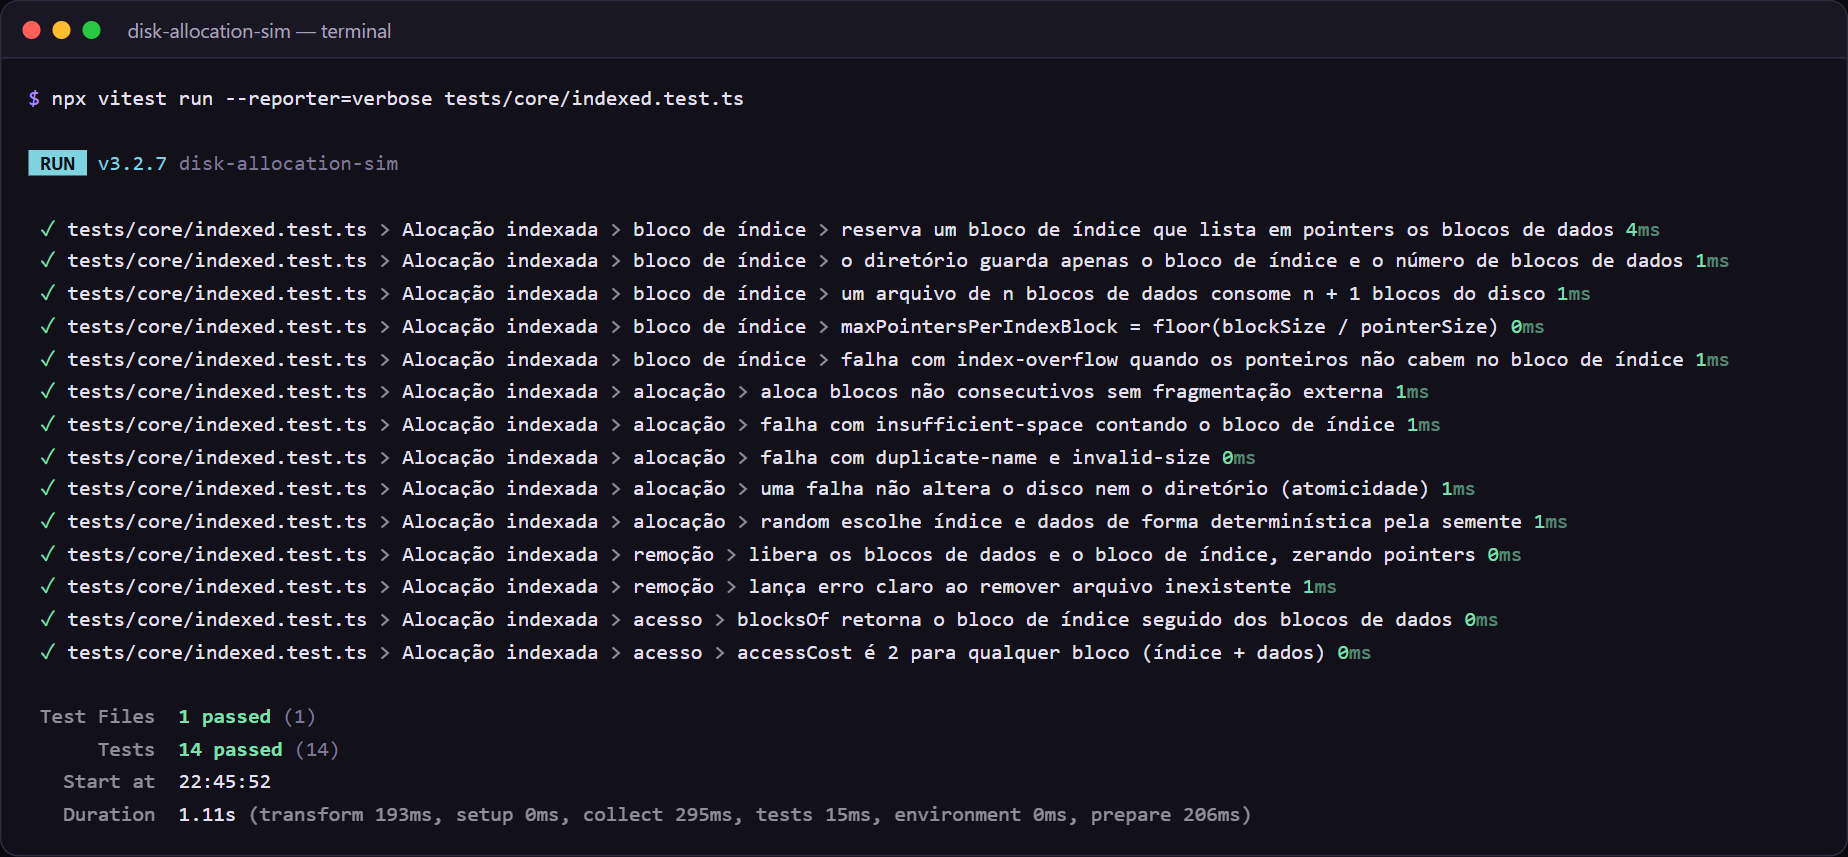 disk-allocation-sim — terminal
$ npx vitest run --reporter=verbose tests/core/indexed.test.ts
RUN v3.2.7 disk-allocation-sim
✓ tests/core/indexed.test.ts > Alocação indexada > bloco de índice > reserva um bloco de índice que lista em pointers os blocos de dados 4ms
✓ tests/core/indexed.test.ts > Alocação indexada > bloco de índice > o diretório guarda apenas o bloco de índice e o número de blocos de dados 1ms
✓ tests/core/indexed.test.ts > Alocação indexada > bloco de índice > um arquivo de n blocos de dados consome n + 1 blocos do disco 1ms
✓ tests/core/indexed.test.ts > Alocação indexada > bloco de índice > maxPointersPerIndexBlock = floor(blockSize / pointerSize) 0ms
✓ tests/core/indexed.test.ts > Alocação indexada > bloco de índice > falha com index-overflow quando os ponteiros não cabem no bloco de índice 1ms
✓ tests/core/indexed.test.ts > Alocação indexada > alocação > aloca blocos não consecutivos sem fragmentação externa 1ms
✓ tests/core/indexed.test.ts > Alocação indexada > alocação > falha com insufficient-space contando o bloco de índice 1ms
✓ tests/core/indexed.test.ts > Alocação indexada > alocação > falha com duplicate-name e invalid-size 0ms
✓ tests/core/indexed.test.ts > Alocação indexada > alocação > uma falha não altera o disco nem o diretório (atomicidade) 1ms
✓ tests/core/indexed.test.ts > Alocação indexada > alocação > random escolhe índice e dados de forma determinística pela semente 1ms
✓ tests/core/indexed.test.ts > Alocação indexada > remoção > libera os blocos de dados e o bloco de índice, zerando pointers 0ms
✓ tests/core/indexed.test.ts > Alocação indexada > remoção > lança erro claro ao remover arquivo inexistente 1ms
✓ tests/core/indexed.test.ts > Alocação indexada > acesso > blocksOf retorna o bloco de índice seguido dos blocos de dados 0ms
✓ tests/core/indexed.test.ts > Alocação indexada > acesso > accessCost é 2 para qualquer bloco (índice + dados) 0ms
Test Files 1 passed (1)
Tests 14 passed (14)
Start at 22:45:52
Duration 1.11s (transform 193ms, setup 0ms, collect 295ms, tests 15ms, environment 0ms, prepare 206ms)